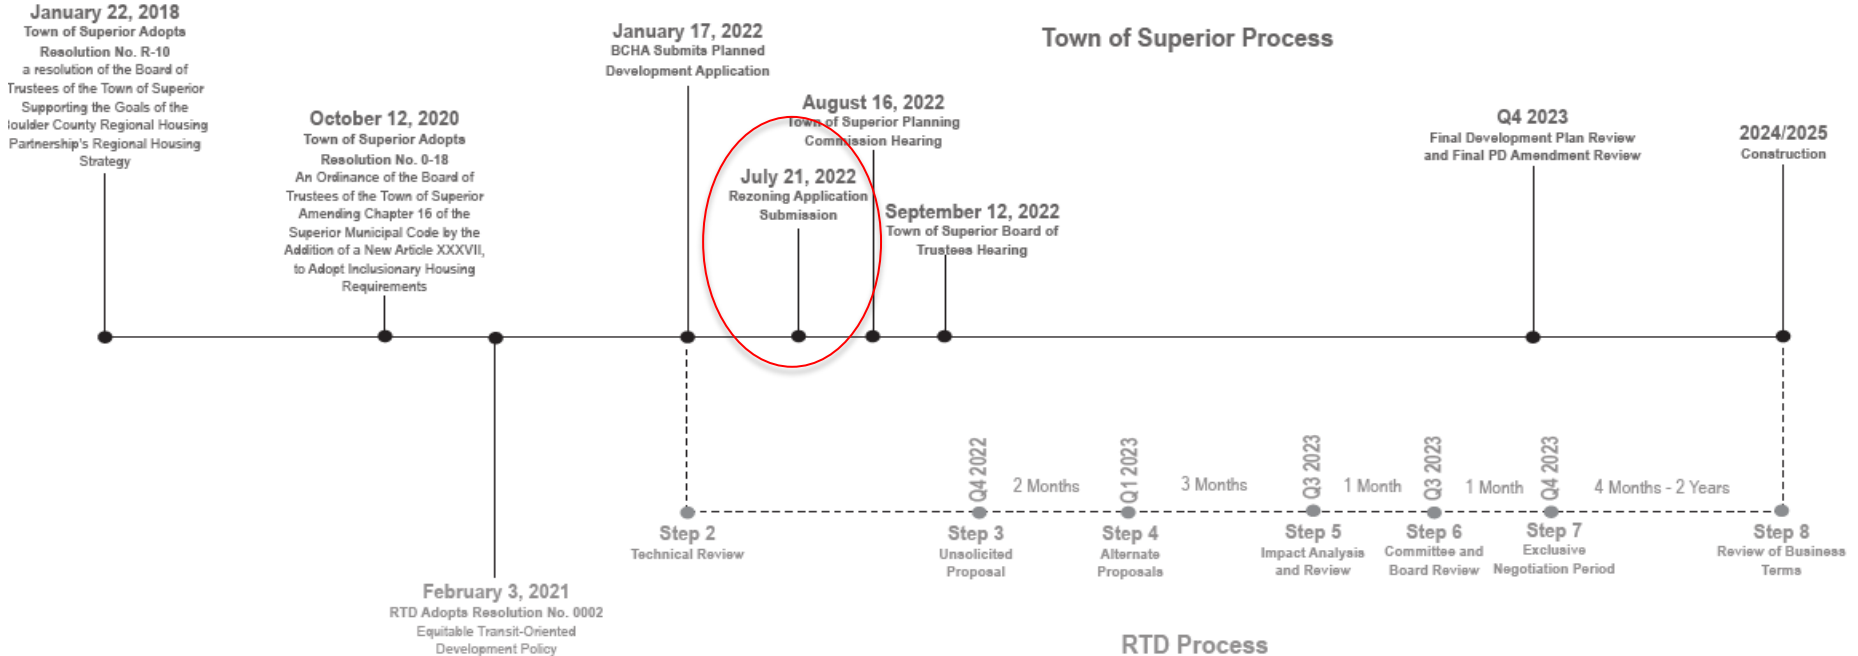 January 22, 2018
Town of Superior Adopts
Resolution No. R-10
a resolution of the Board of
Trustees of the Town of Superior
Supporting the Goals of the
oulder County Regional Housing
Partnership's Regional Housing
Strategy
October 12, 2020
Town of Superior Adopts
Resolution No. 0-18
An Ordinance of the Board of
Trustees of the Town of Superior
Amending Chapter 16 of the
Superior Municipal Code by the
Addition of a New Article XXXVII,
to Adopt Inclusionary Housing
Requirements
January 17, 2022
BCHA Submits Planned
Development Application
Town of Superior Process
August 16, 2022
Town of Superior Planning
Commission Hearing
July 21, 2022
Rezoning Application
Submission
September 12, 2022
Town of Superior Board of
Trustees Hearing
Q4 2023
Final Development Plan Review
and Final PD Amendment Review
2024/2025
Construction
February 3, 2021
RTD Adopts Resolution No. 0002
Equitable Transit-Oriented
Development Policy
Step 2
Technical Review
Q4 2022
Step 3
Unsolicited
Proposal
2 Months
Q1 2023
Step 4
Alternate
Proposals
3 Months
Q3 2023
Step 5
Impact Analysis
and Review
1 Month
Q3 2023
Step 6
Committee and
Board Review
1 Month
Q4 2023
Step 7
Exclusive
Negotiation Period
4 Months - 2 Years
Step 8
Review of Business
Terms
RTD Process